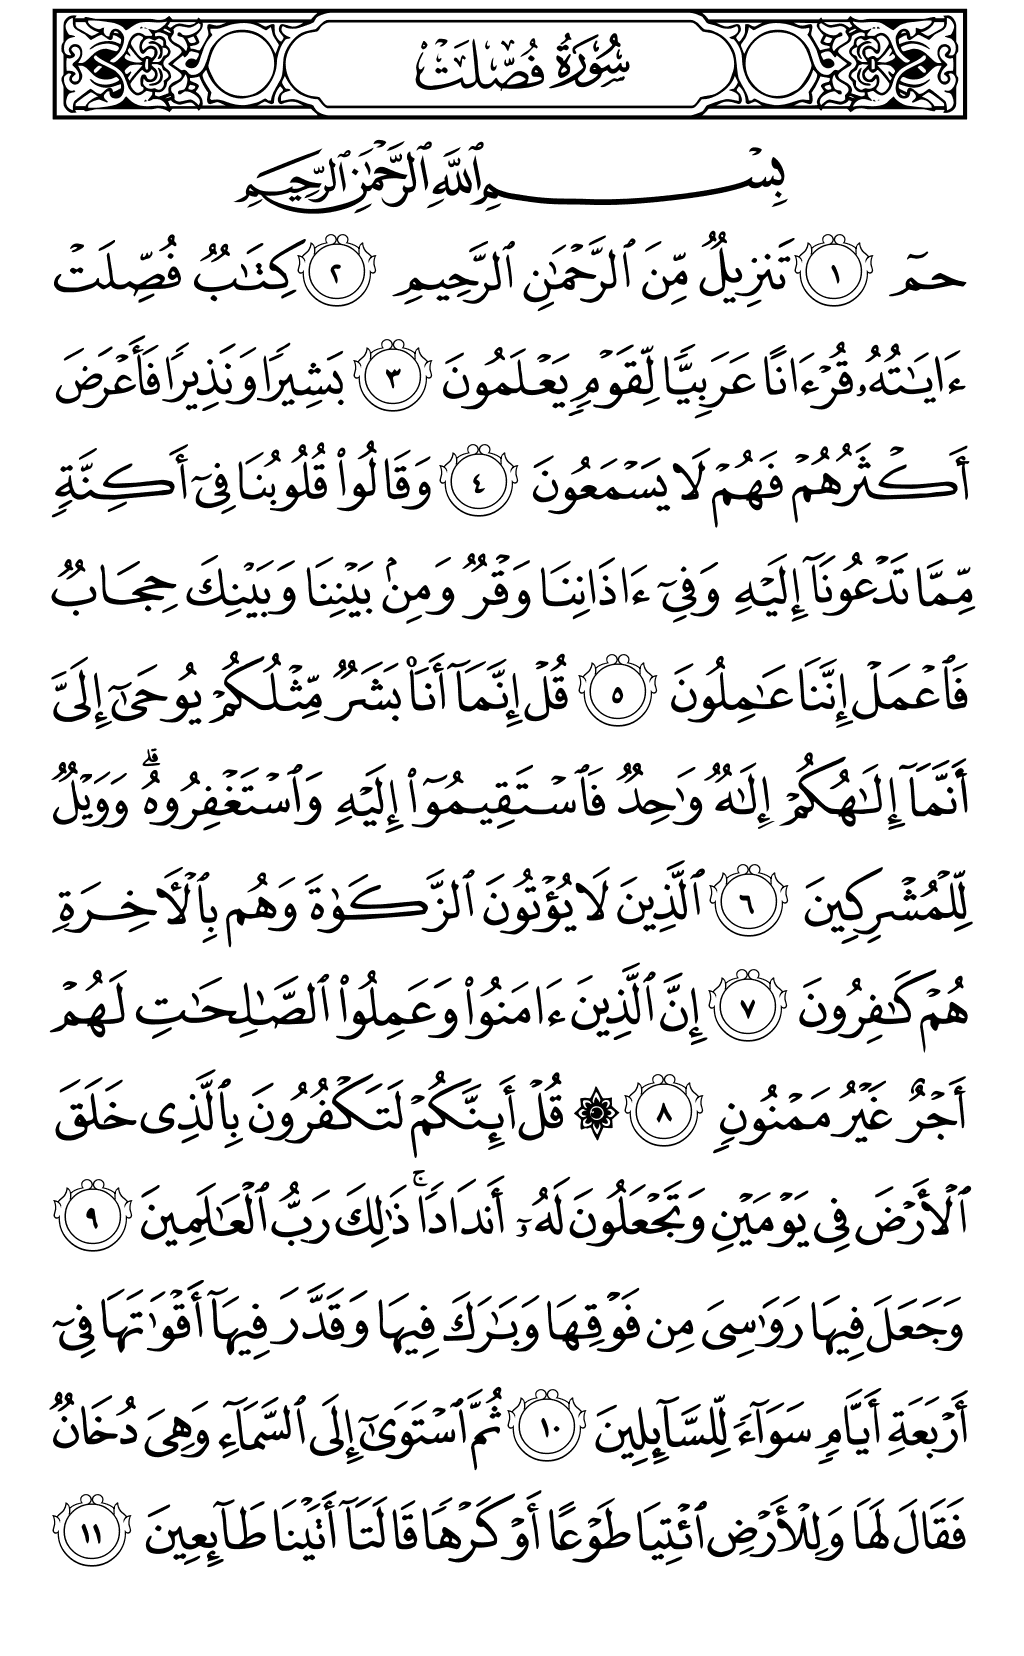 سُورَةُ فُصِّلَتْ
بِسْمِ ٱللَّهِ ٱلرَّحْمَٰنِ ٱلرَّحِيمِ
حمٓ ١ تَنزِيلٌ مِّنَ ٱلرَّحْمَٰنِ ٱلرَّحِيمِ ٢ كِتَٰبٌ فُصِّلَتْ
ءَايَٰتُهُۥ قُرْءَانًا عَرَبِيًّا لِّقَوْمٍ يَعْلَمُونَ ٣ بَشِيرًا وَنَذِيرًا فَأَعْرَضَ
أَكْثَرُهُمْ فَهُمْ لَا يَسْمَعُونَ ٤ وَقَالُوا۟ قُلُوبُنَا فِىٓ أَكِنَّةٍ
مِّمَّا تَدْعُونَآ إِلَيْهِ وَفِىٓ ءَاذَانِنَا وَقْرٌ وَمِنۢ بَيْنِنَا وَبَيْنِكَ حِجَابٌ
فَٱعْمَلْ إِنَّنَا عَٰمِلُونَ ٥ قُلْ إِنَّمَآ أَنَا۠ بَشَرٌ مِّثْلُكُمْ يُوحَىٰٓ إِلَىَّ
أَنَّمَآ إِلَٰهُكُمْ إِلَٰهٌ وَٰحِدٌ فَٱسْتَقِيمُوٓا۟ إِلَيْهِ وَٱسْتَغْفِرُوهُ ۗ وَوَيْلٌ
لِّلْمُشْرِكِينَ ٦ ٱلَّذِينَ لَا يُؤْتُونَ ٱلزَّكَوٰةَ وَهُم بِٱلْأَخِرَةِ
هُمْ كَٰفِرُونَ ٧ إِنَّ ٱلَّذِينَ ءَامَنُوا۟ وَعَمِلُوا۟ ٱلصَّٰلِحَٰتِ لَهُمْ
أَجْرٌ غَيْرُ مَمْنُونٍ ٨ ۞ قُلْ أَئِنَّكُمْ لَتَكْفُرُونَ بِٱلَّذِى خَلَقَ
ٱلْأَرْضَ فِى يَوْمَيْنِ وَتَجْعَلُونَ لَهُۥٓ أَندَادًا ۚ ذَٰلِكَ رَبُّ ٱلْعَٰلَمِينَ ٩
وَجَعَلَ فِيهَا رَوَٰسِىَ مِن فَوْقِهَا وَبَٰرَكَ فِيهَا وَقَدَّرَ فِيهَآ أَقْوَٰتَهَا فِىٓ
أَرْبَعَةِ أَيَّامٍ سَوَآءً لِّلسَّآئِلِينَ ١٠ ثُمَّ ٱسْتَوَىٰٓ إِلَى ٱلسَّمَآءِ وَهِىَ دُخَانٌ
فَقَالَ لَهَا وَلِلْأَرْضِ ٱئْتِيَا طَوْعًا أَوْ كَرْهًا قَالَتَآ أَتَيْنَا طَآئِعِينَ ١١